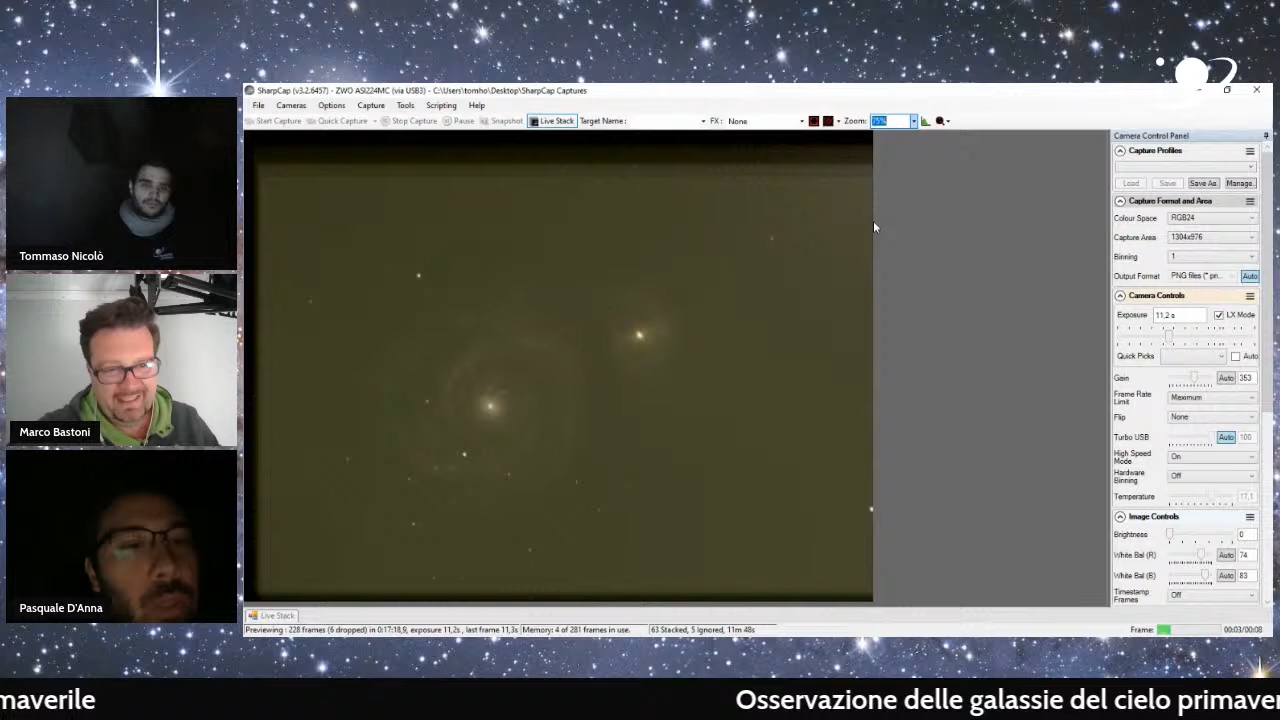 SharpCap (v3.2.6457) - ZWO ASI224MC (via USB3) - C:\Users\tomho\Desktop\SharpCap Captures
File Cameras Options Capture Tools Scripting Help
Start Capture Quick Capture Stop Capture Pause Snapshot Live Stack Target Name : FX : None Zoom: 75%
Camera Control Panel
Capture Profiles
Load Save Save As Manage..
Capture Format and Area
Colour Space RGB24
Capture Area 1304x976
Binning 1
Output Format PNG files (*.pn... Auto
Camera Controls
Exposure 11,2 s LX Mode
Quick Picks Auto
Gain Auto 353
Frame Rate Limit Maximum
Flip None
Turbo USB Auto 100
High Speed Mode On
Hardware Binning Off
Temperature 17,1
Image Controls
Brightness 0
White Bal (R) Auto 74
White Bal (B) Auto 83
Timestamp Frames Off
Tommaso Nicolò
Marco Bastoni
Pasquale D'Anna
Live Stack
Previewing : 228 frames (6 dropped) in 0:17:18,9, exposure 11,2s , last frame 11,3s Memory: 4 of 281 frames in use. 63 Stacked, 5 Ignored, 11m 48s Frame: 00:03/00:08
maverile Osservazione delle galassie del cielo primaver